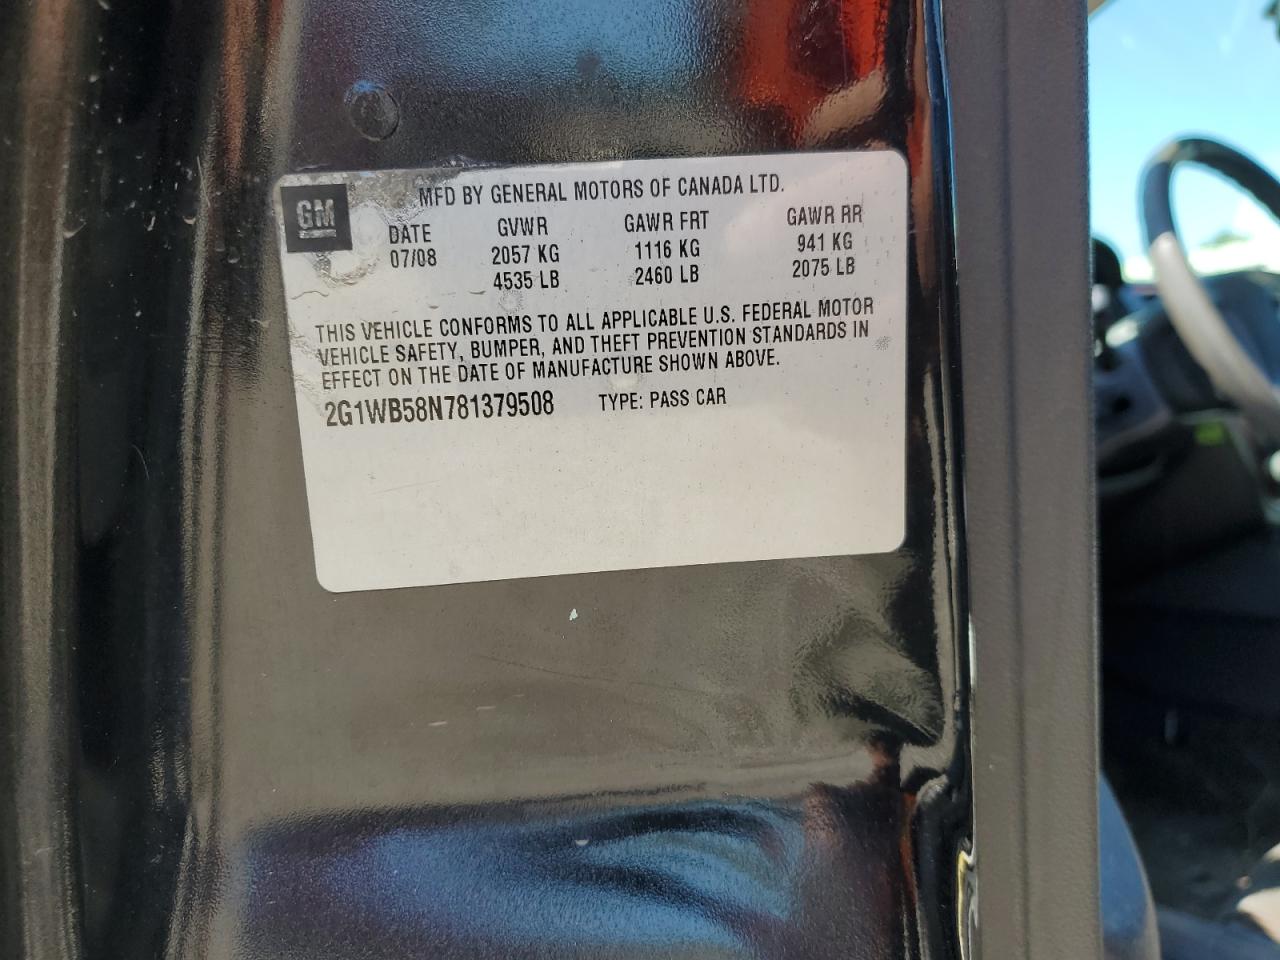 GM
MFD BY GENERAL MOTORS OF CANADA LTD.
DATE GVWR GAWR FRT GAWR RR
07/08 2057 KG 1116 KG 941 KG
4535 LB 2460 LB 2075 LB
THIS VEHICLE CONFORMS TO ALL APPLICABLE U.S. FEDERAL MOTOR
VEHICLE SAFETY, BUMPER, AND THEFT PREVENTION STANDARDS IN
EFFECT ON THE DATE OF MANUFACTURE SHOWN ABOVE.
2G1WB58N781379508 TYPE: PASS CAR